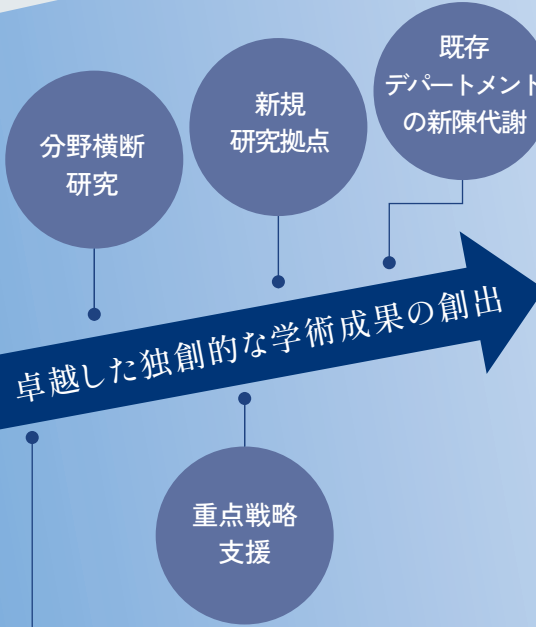 既存
デパートメント
の新陳代謝
新規
研究拠点
分野横断
研究
卓越した独創的な学術成果の創出
重点戦略
支援